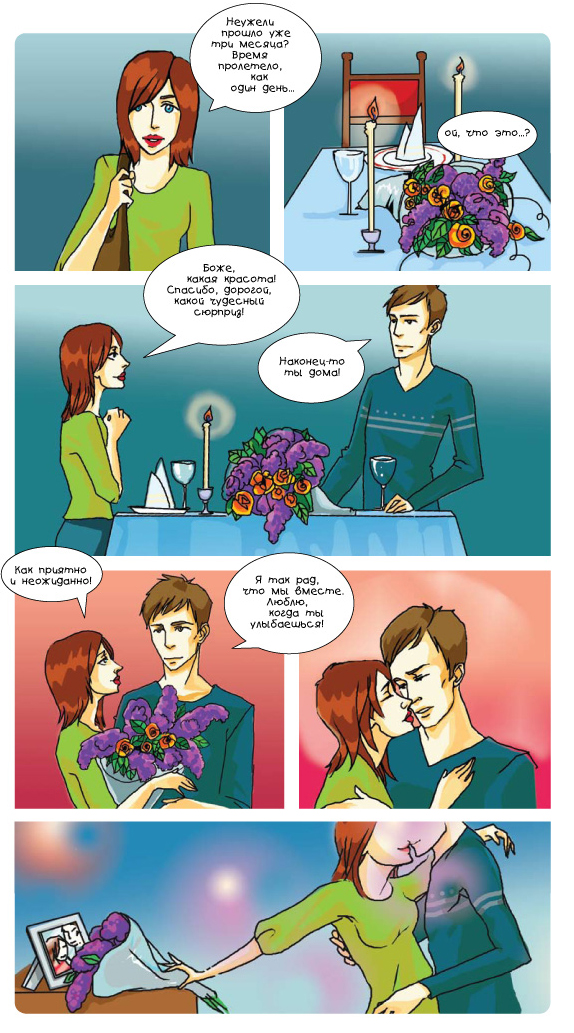 Неужели
прошло уже
три месяца?
Время
пролетело,
как
один день...
ой, что это...?
Боже,
какая красота!
Спасибо, дорогой,
какой чудесный
сюрприз!
Наконец-то
ты дома!
Как приятно
и неожиданно!
Я так рад,
что мы вместе.
Люблю,
когда ты
улыбаешься!